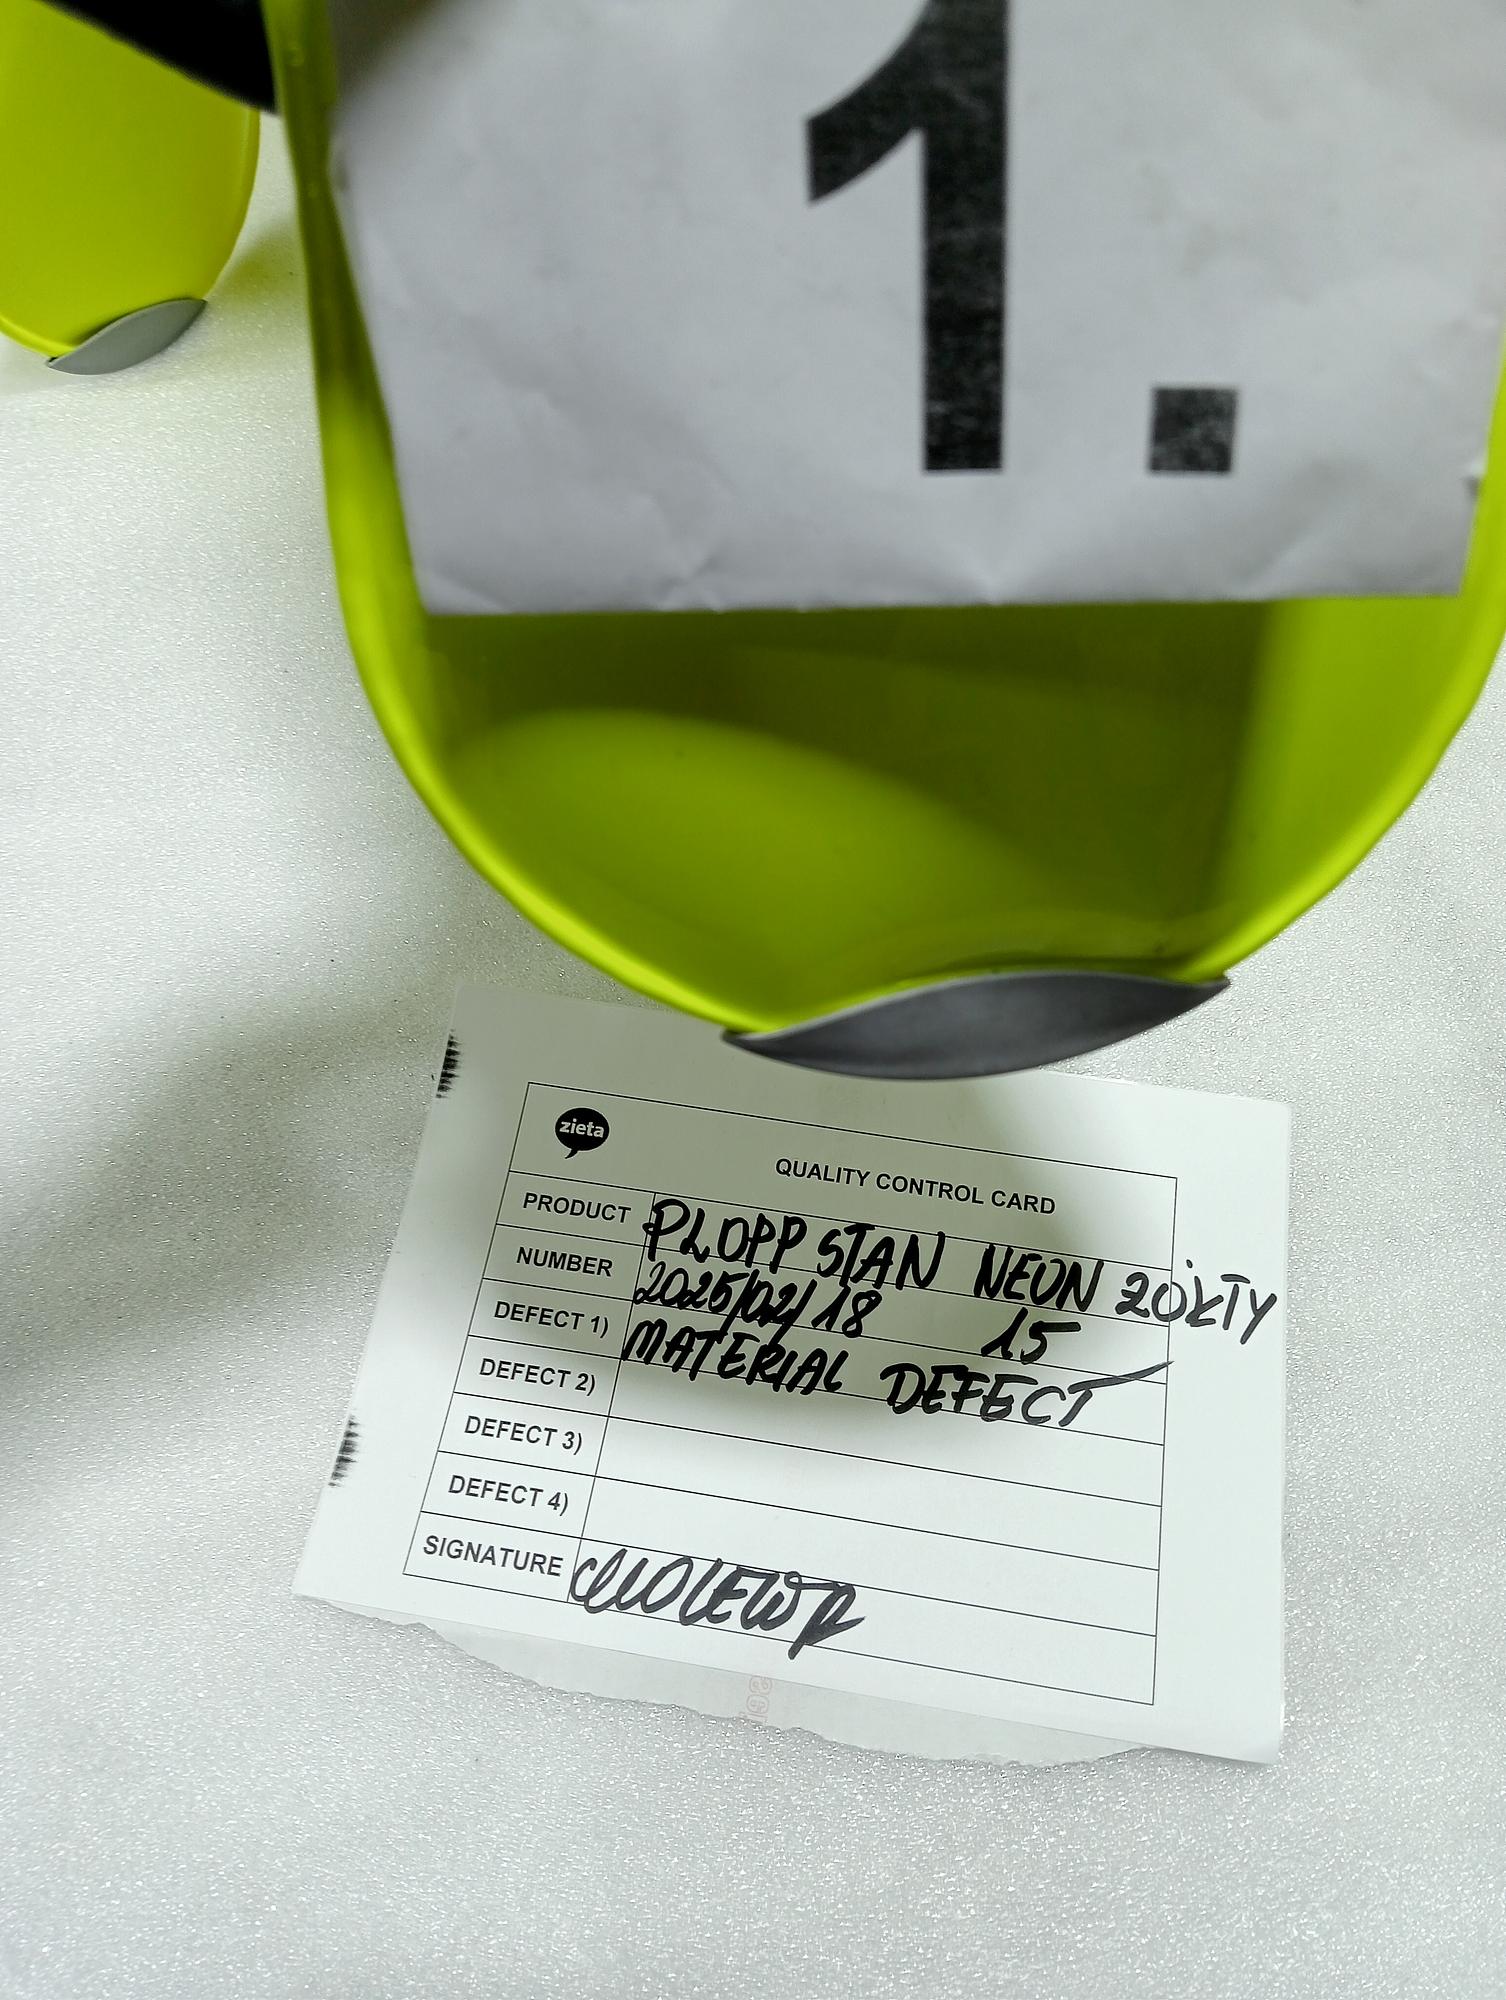 1.
zieta
QUALITY CONTROL CARD
PRODUCT PLOPP STAN NEON ŻÓŁTY
NUMBER 2025/02/18 15
DEFECT 1) MATERIAL DEFECT
DEFECT 2)
DEFECT 3)
DEFECT 4)
SIGNATURE